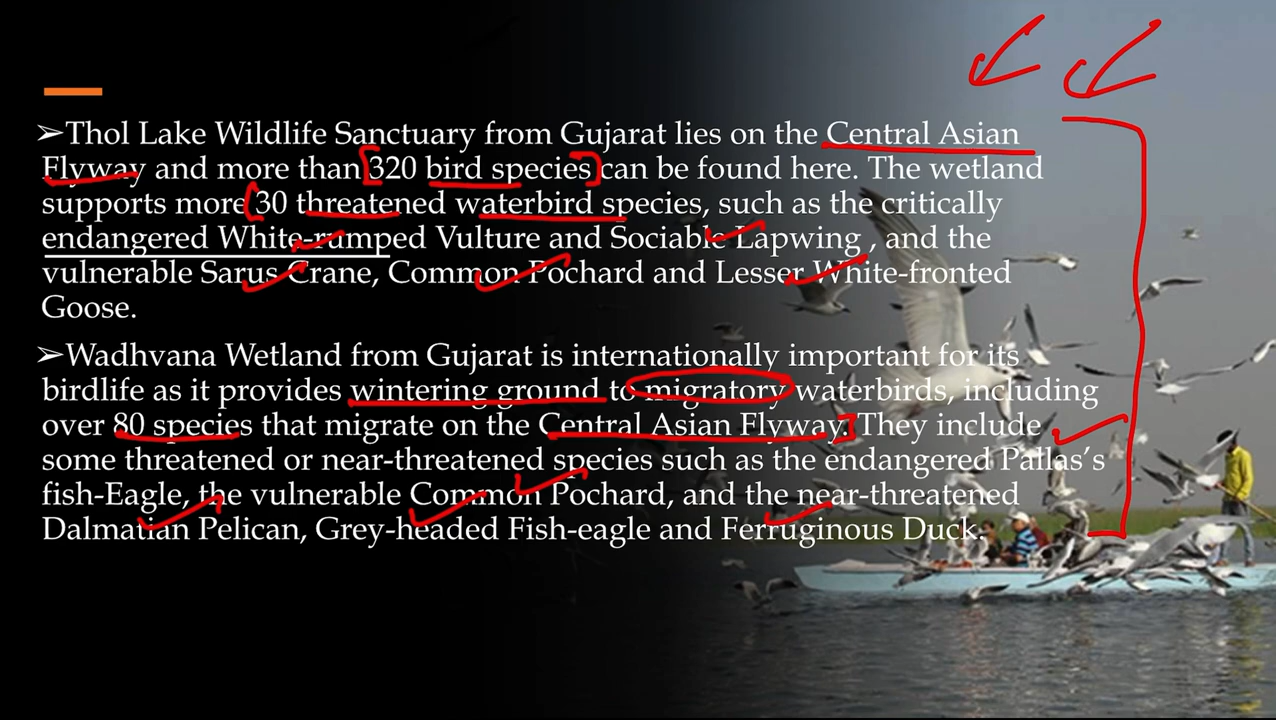 ➢Thol Lake Wildlife Sanctuary from Gujarat lies on the Central Asian
Flyway and more than 320 bird species can be found here. The wetland
supports more 30 threatened waterbird species, such as the critically
endangered White-rumped Vulture and Sociable Lapwing , and the
vulnerable Sarus Crane, Common Pochard and Lesser White-fronted
Goose.
➢Wadhvana Wetland from Gujarat is internationally important for its
birdlife as it provides wintering ground to migratory waterbirds, including
over 80 species that migrate on the Central Asian Flyway. They include
some threatened or near-threatened species such as the endangered Pallas's
fish-Eagle, the vulnerable Common Pochard, and the near-threatened
Dalmatian Pelican, Grey-headed Fish-eagle and Ferruginous Duck.